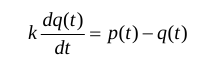 k dq(t)/dt = p(t) − q(t)